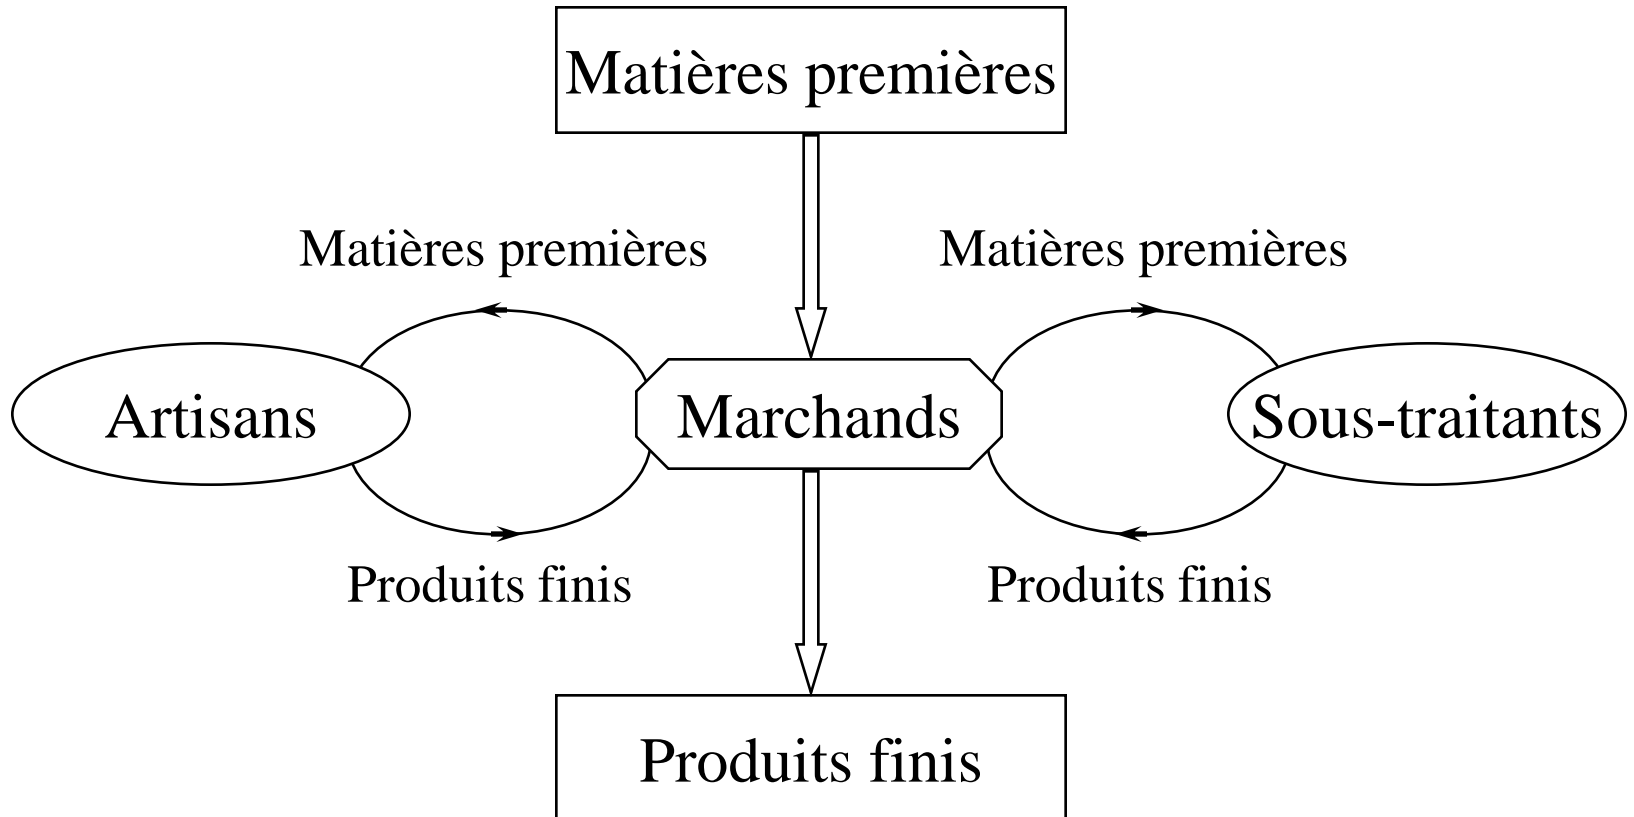 Matières premières
Matières premières
Matières premières
Artisans
Marchands
Sous-traitants
Produits finis
Produits finis
Produits finis